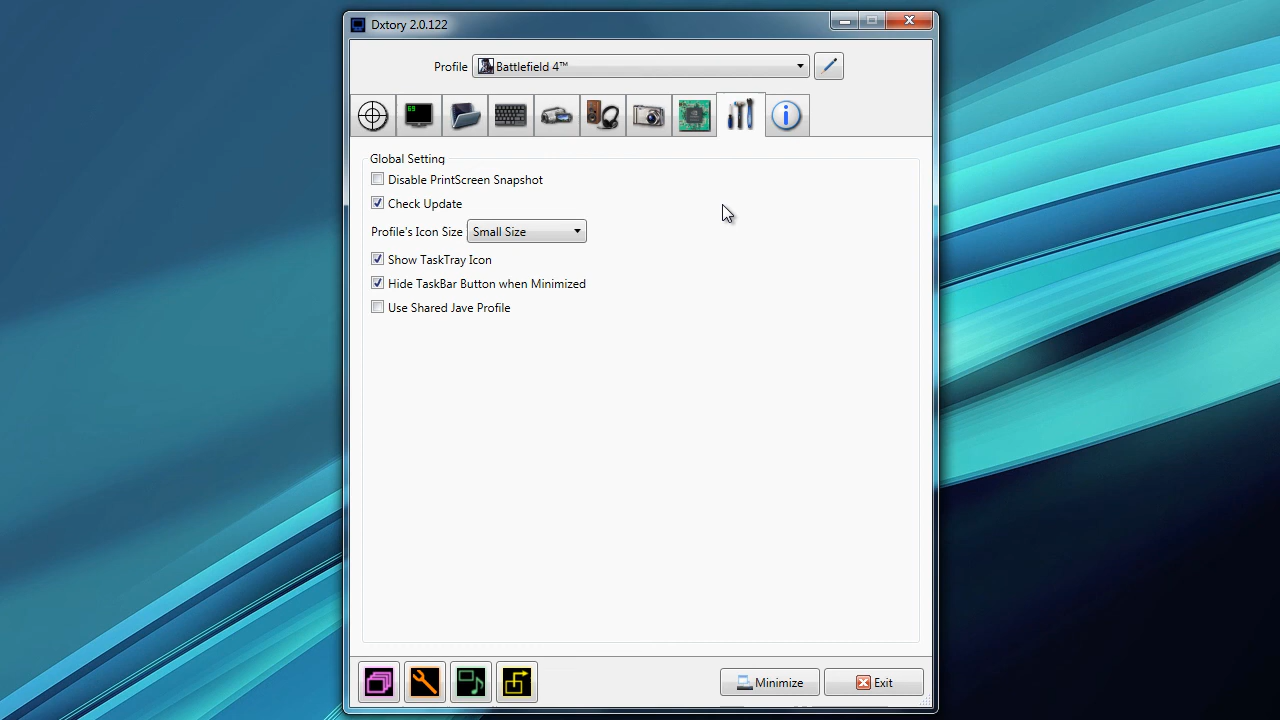 Dxtory 2.0.122
Profile Battlefield 4™
69
Global Setting
Disable PrintScreen Snapshot
Check Update
Profile's Icon Size Small Size
Show TaskTray Icon
Hide TaskBar Button when Minimized
Use Shared Jave Profile
Minimize Exit